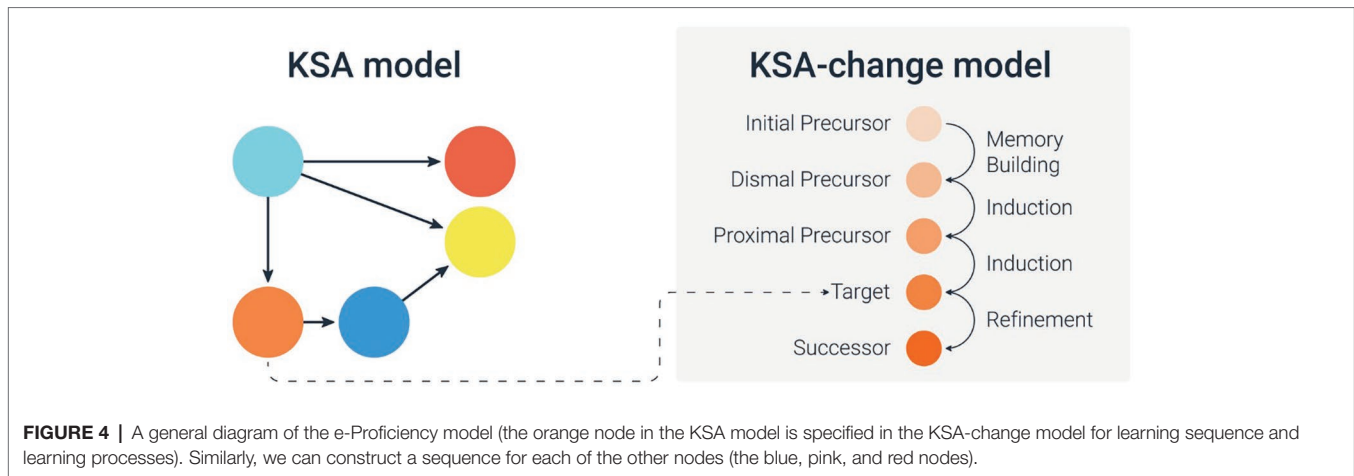 KSA model
KSA-change model
Initial Precursor
Memory
Building
Dismal Precursor
Induction
Proximal Precursor
Induction
Target
Refinement
Successor
FIGURE 4 | A general diagram of the e-Proficiency model (the orange node in the KSA model is specified in the KSA-change model for learning sequence and
learning processes). Similarly, we can construct a sequence for each of the other nodes (the blue, pink, and red nodes).